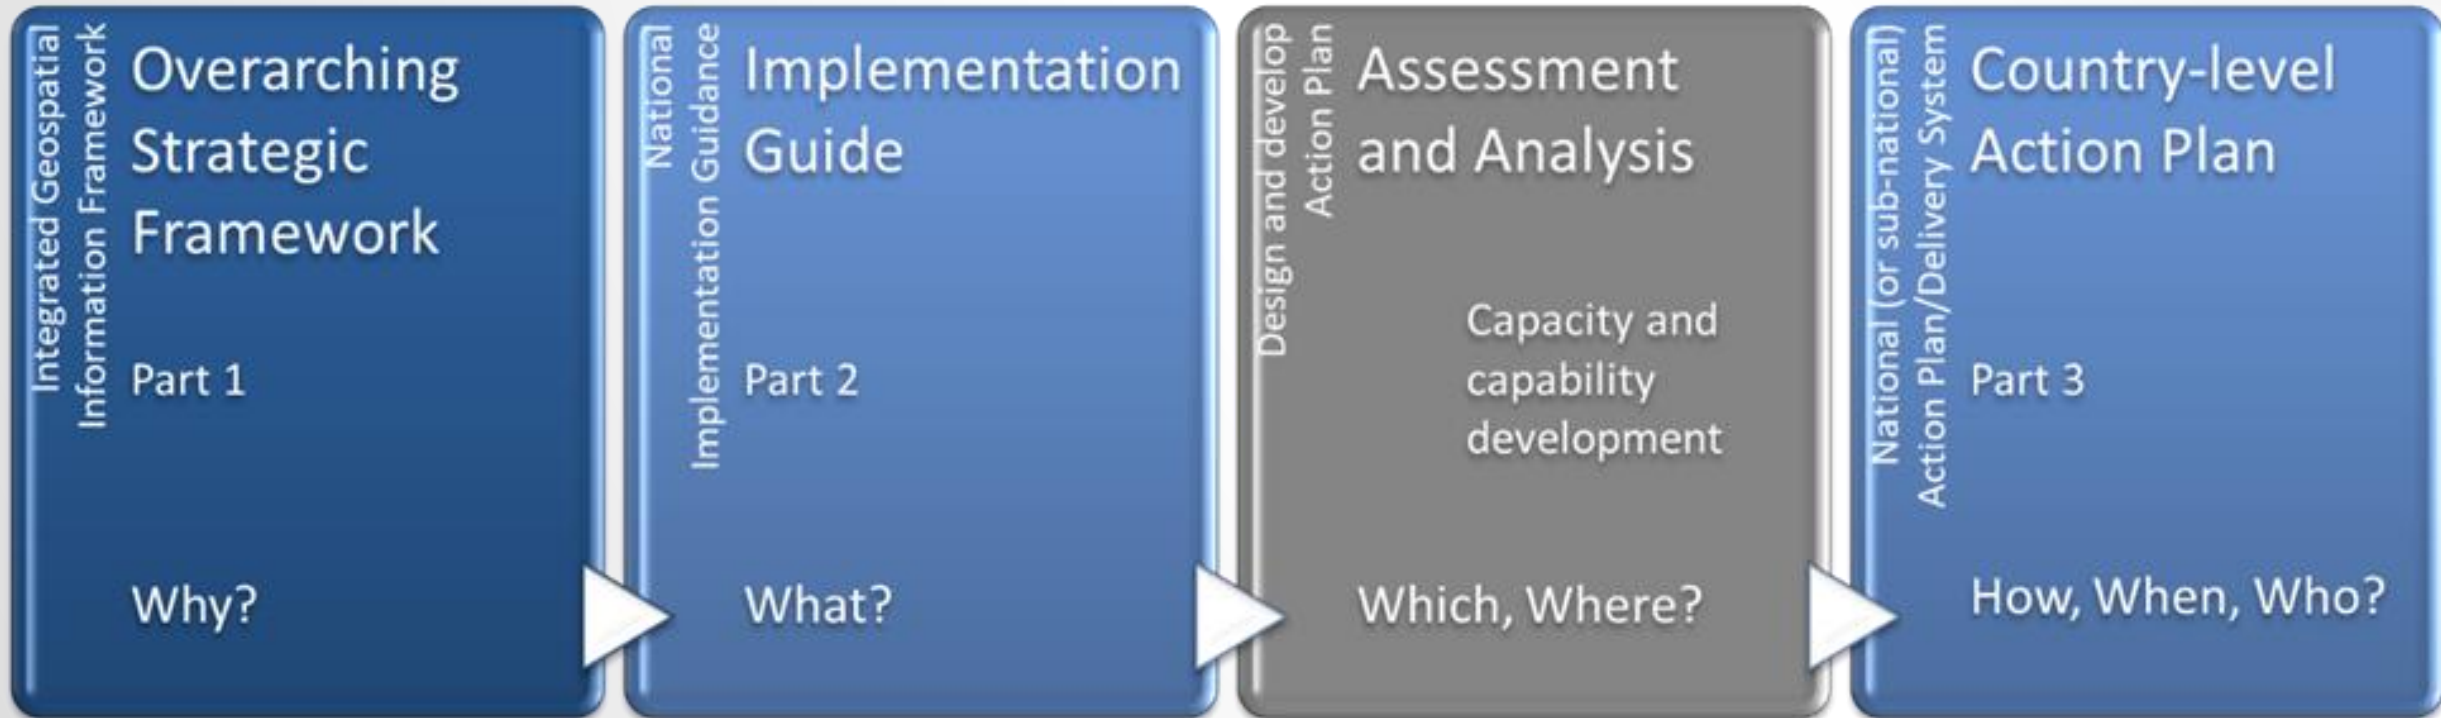 Integrated Geospatial
Information Framework
Overarching
Strategic
Framework
Part 1
Why?
National
Implementation Guidance
Implementation
Guide
Part 2
What?
Design and develop
Action Plan
Assessment
and Analysis
Capacity and
capability
development
Which, Where?
National (or sub-national)
Action Plan/Delivery System
Country-level
Action Plan
Part 3
How, When, Who?